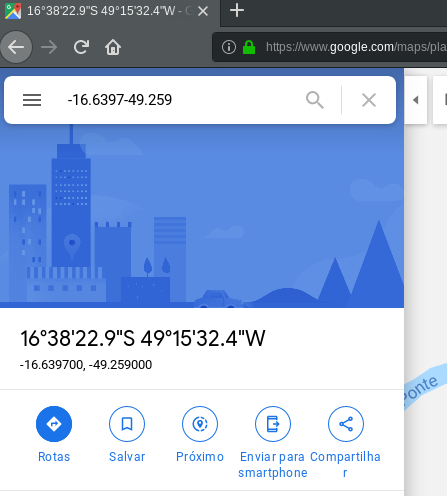 16°38'22.9"S 49°15'32.4"W - G
https://www.google.com/maps/pla
-16.6397-49.259
16°38'22.9"S 49°15'32.4"W
-16.639700, -49.259000
Rotas
Salvar
Próximo
Enviar para
smartphone
Compartilha
r
Ponte